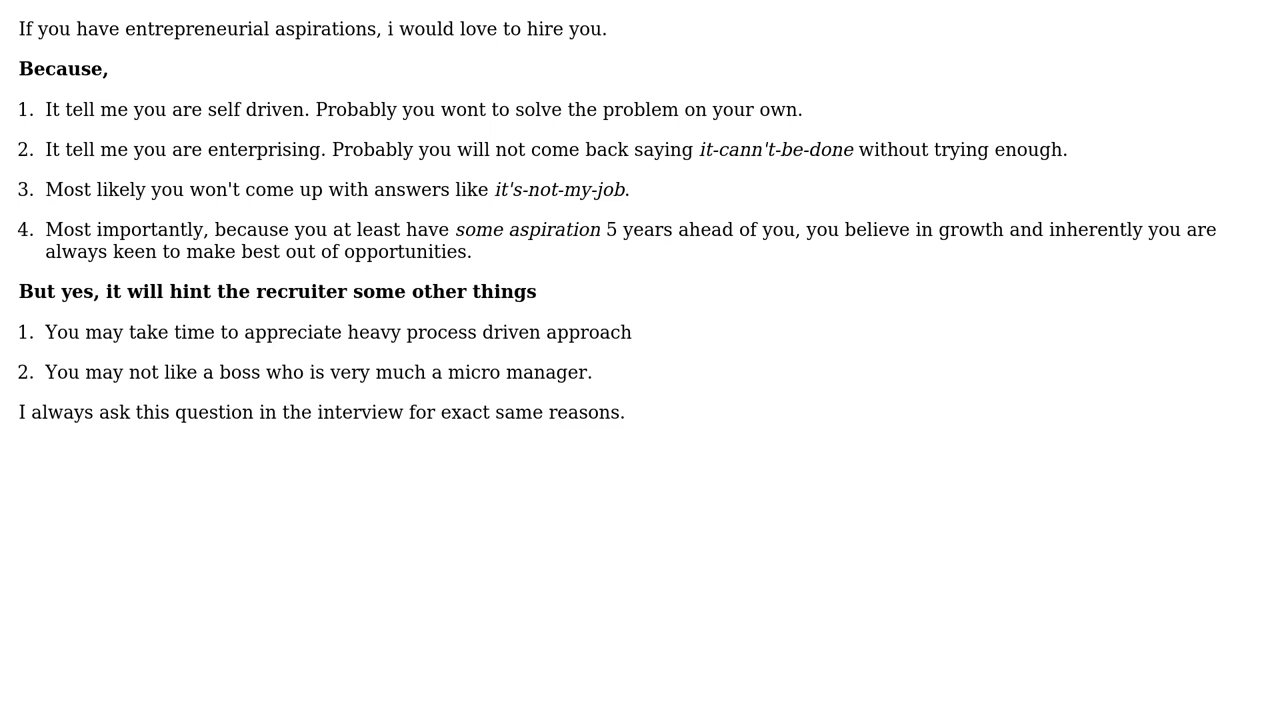 If you have entrepreneurial aspirations, i would love to hire you.
Because,
1. It tell me you are self driven. Probably you wont to solve the problem on your own.
2. It tell me you are enterprising. Probably you will not come back saying it-cann't-be-done without trying enough.
3. Most likely you won't come up with answers like it's-not-my-job.
4. Most importantly, because you at least have some aspiration 5 years ahead of you, you believe in growth and inherently you are
always keen to make best out of opportunities.
But yes, it will hint the recruiter some other things
1. You may take time to appreciate heavy process driven approach
2. You may not like a boss who is very much a micro manager.
I always ask this question in the interview for exact same reasons.